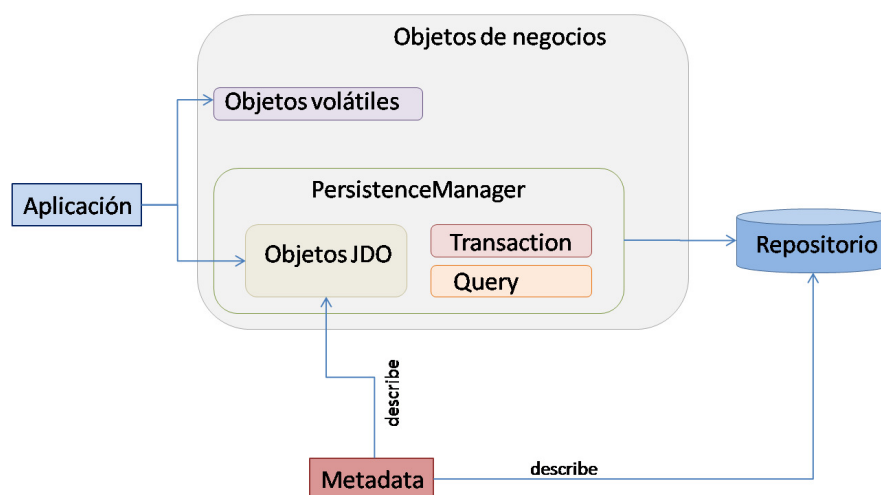 Objetos de negocios
Objetos volátiles
PersistenceManager
Aplicación
Objetos JDO
Transaction
Query
Repositorio
describe
describe
Metadata